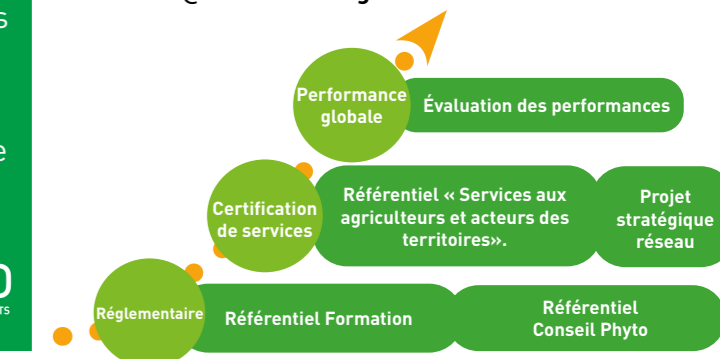 Performance
globale
Évaluation des performances
Certification
de services
Référentiel « Services aux
agriculteurs et acteurs des
territoires».
Projet
stratégique
réseau
Réglementaire
Référentiel Formation
Référentiel
Conseil Phyto